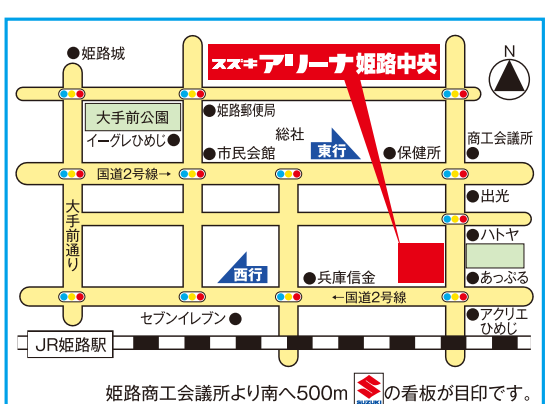 姫路城
スズキ アリーナ 姫路中央
N
大手前公園
姫路郵便局
イーグレひめじ
総社
東行
商工会議所
市民会館
保健所
国道2号線→
出光
大手前通り
ハトヤ
西行
兵庫信金
あっぷる
←国道2号線
セブンイレブン
アクリエ
ひめじ
JR姫路駅
姫路商工会議所より南へ500m SUZUKI の看板が目印です。